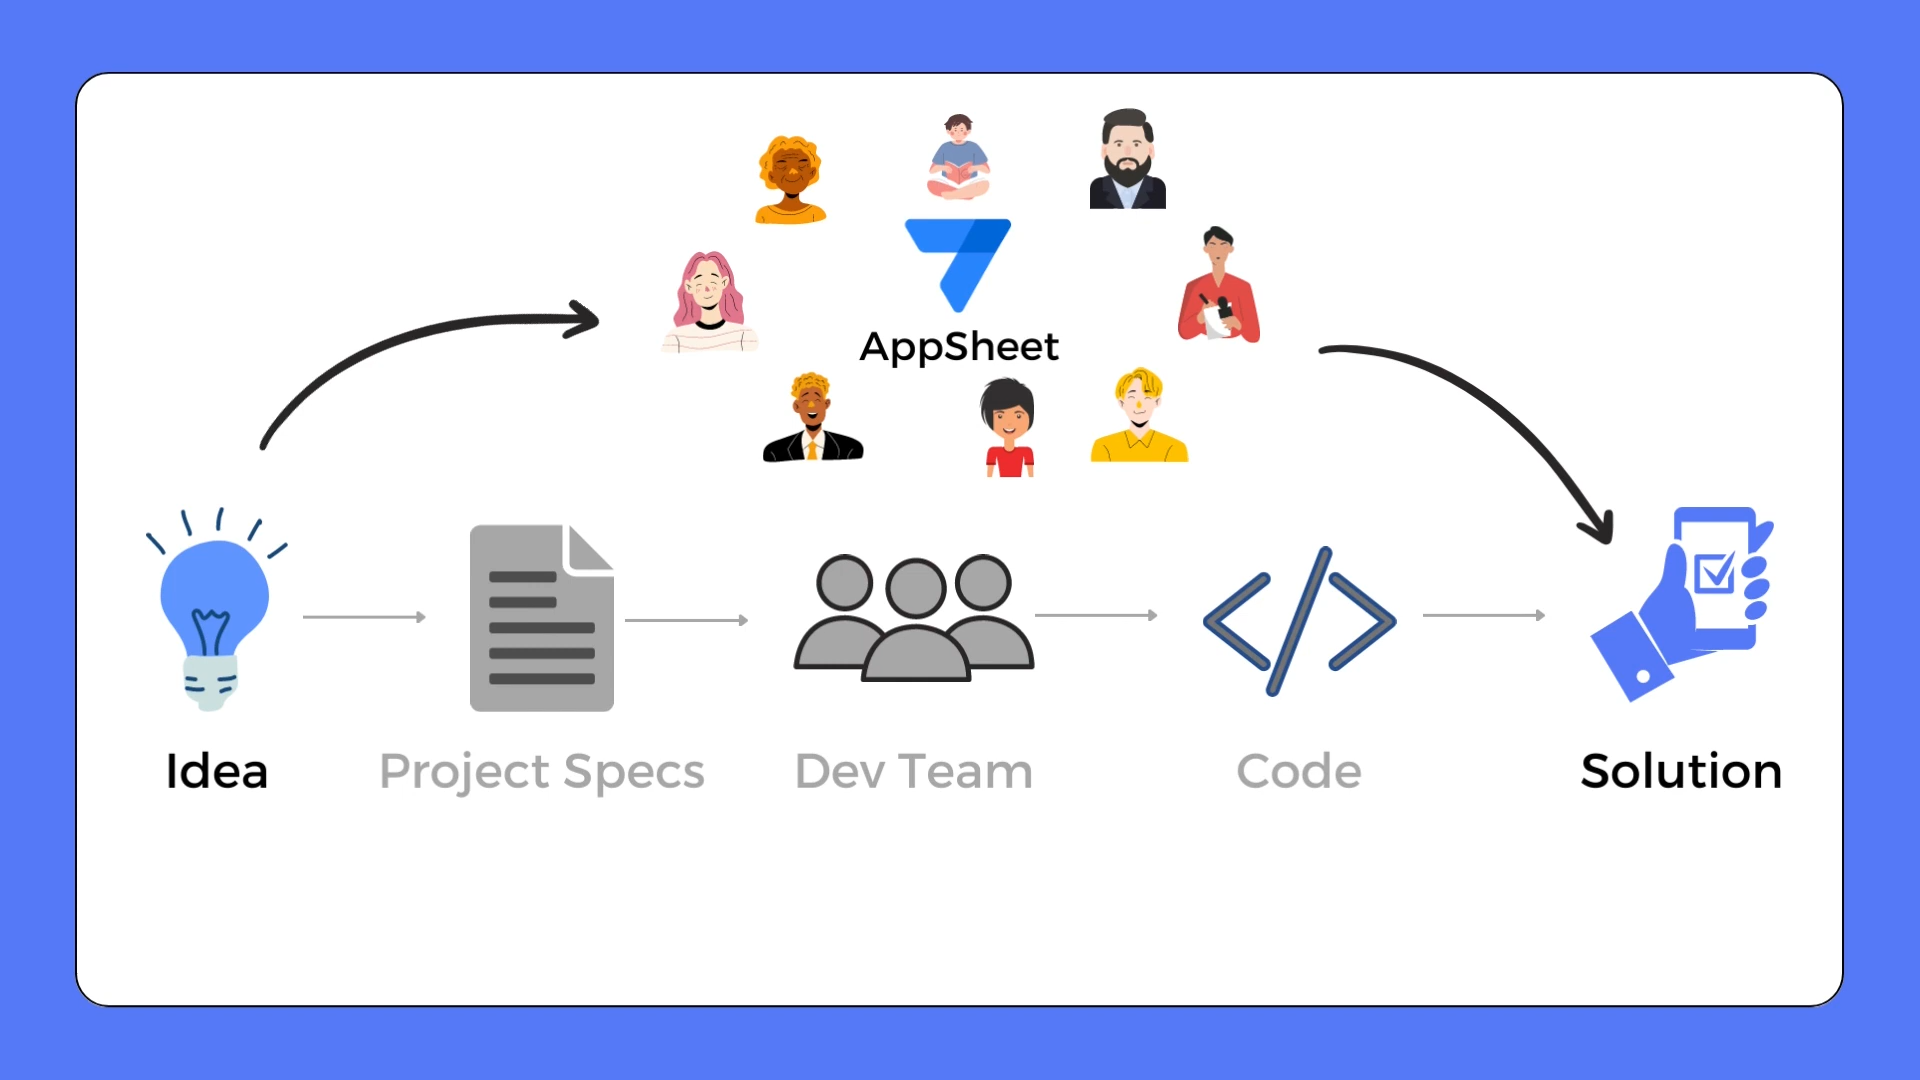 AppSheet
Idea
Project Specs
Dev Team
Code
Solution